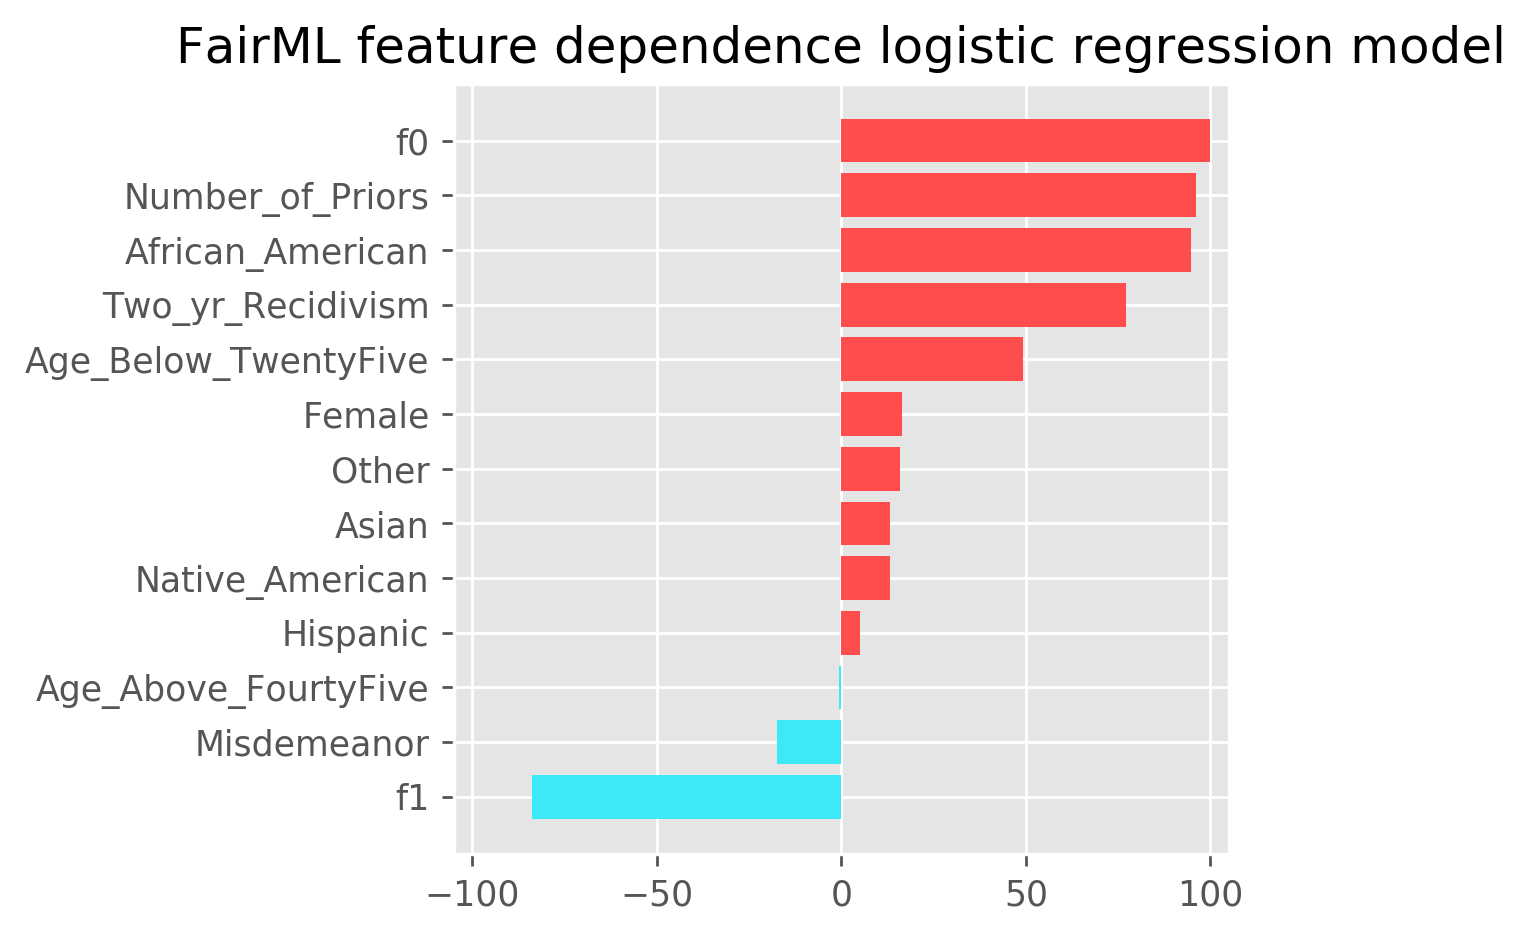 FairML feature dependence logistic regression model
f0
Number_of_Priors
African_American
Two_yr_Recidivism
Age_Below_TwentyFive
Female
Other
Asian
Native_American
Hispanic
Age_Above_FourtyFive
Misdemeanor
f1
−100 −50 0 50 100